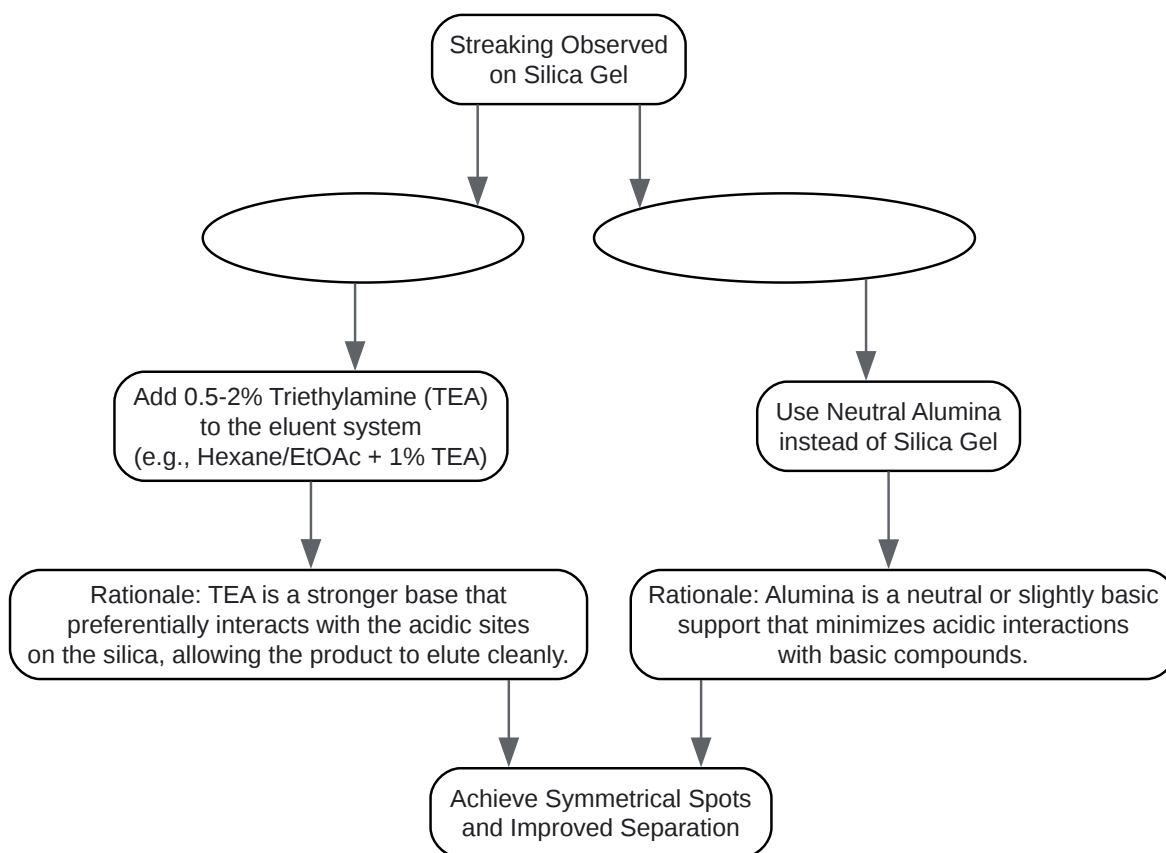 Streaking Observed
on Silica Gel
Add 0.5-2% Triethylamine (TEA)
to the eluent system
(e.g., Hexane/EtOAc + 1% TEA)
Use Neutral Alumina
instead of Silica Gel
Rationale: TEA is a stronger base that
preferentially interacts with the acidic sites
on the silica, allowing the product to elute cleanly.
Rationale: Alumina is a neutral or slightly basic
support that minimizes acidic interactions
with basic compounds.
Achieve Symmetrical Spots
and Improved Separation